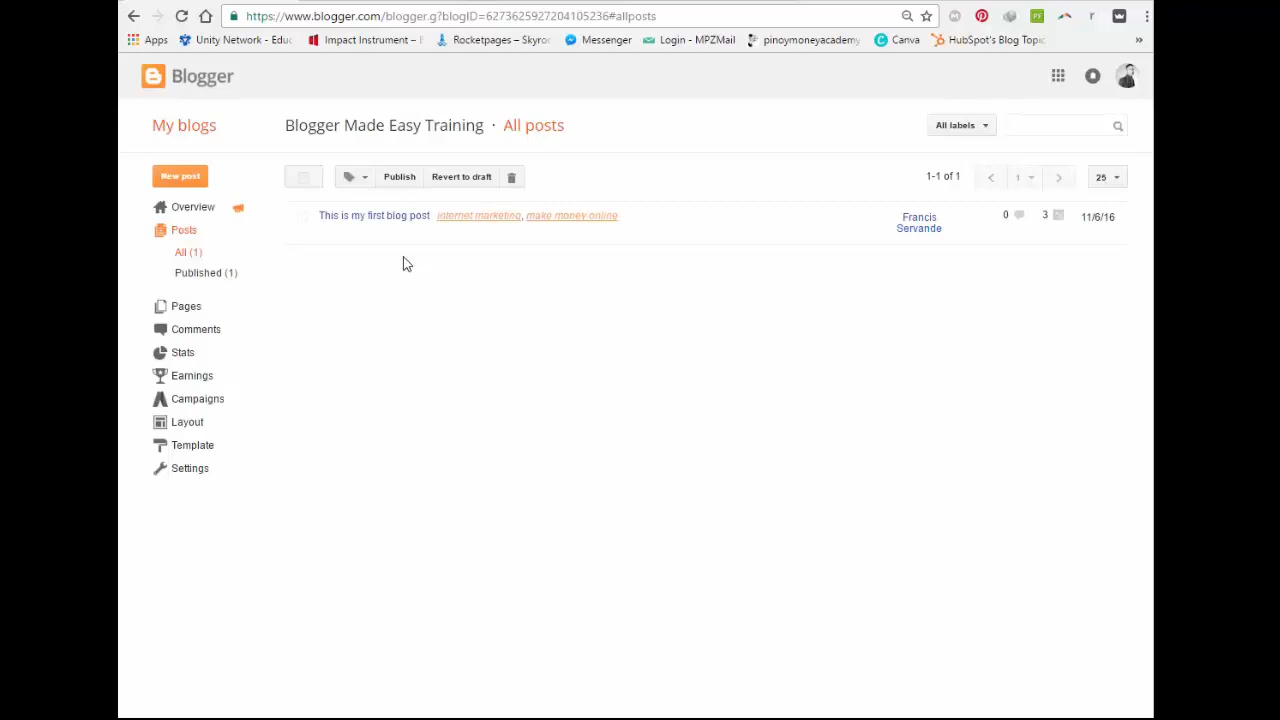 https://www.blogger.com/blogger.g?blogID=6273625927204105236#allposts
Apps Unity Network - Educ Impact Instrument – Rocketpages – Skyroc Messenger Login - MPZMail pinoymoneyacademy Canva HubSpot's Blog Topic »
Blogger
My blogs Blogger Made Easy Training · All posts All labels
New post Publish Revert to draft 1-1 of 1 1 25
Overview
This is my first blog post internet marketing, make money online Francis Servande 0 3 11/6/16
Posts
All (1)
Published (1)
Pages
Comments
Stats
Earnings
Campaigns
Layout
Template
Settings